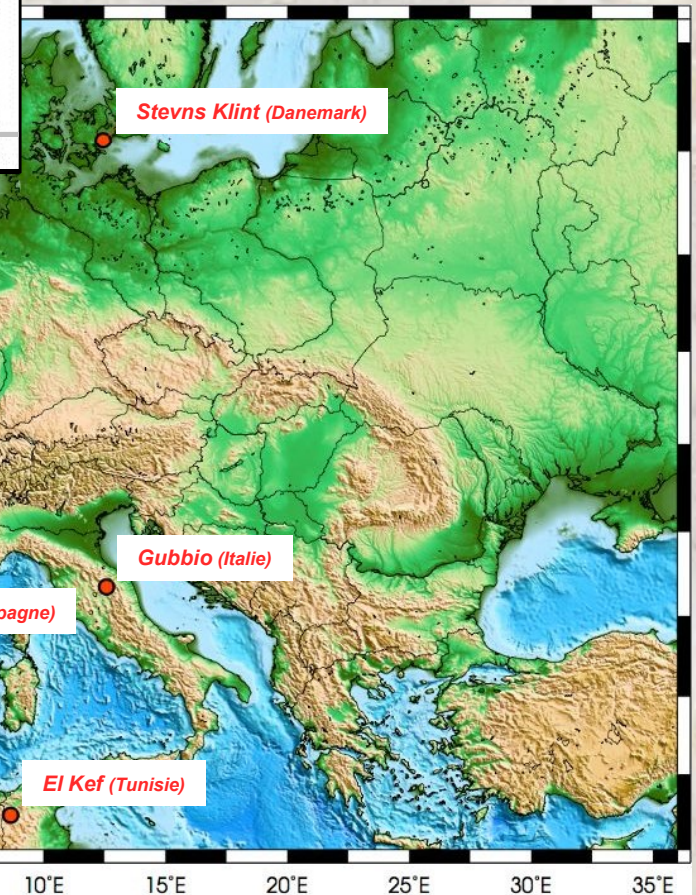 Stevns Klint (Danemark)
Gubbio (Italie)
pagne)
El Kef (Tunisie)
10°E 15°E 20°E 25°E 30°E 35°E